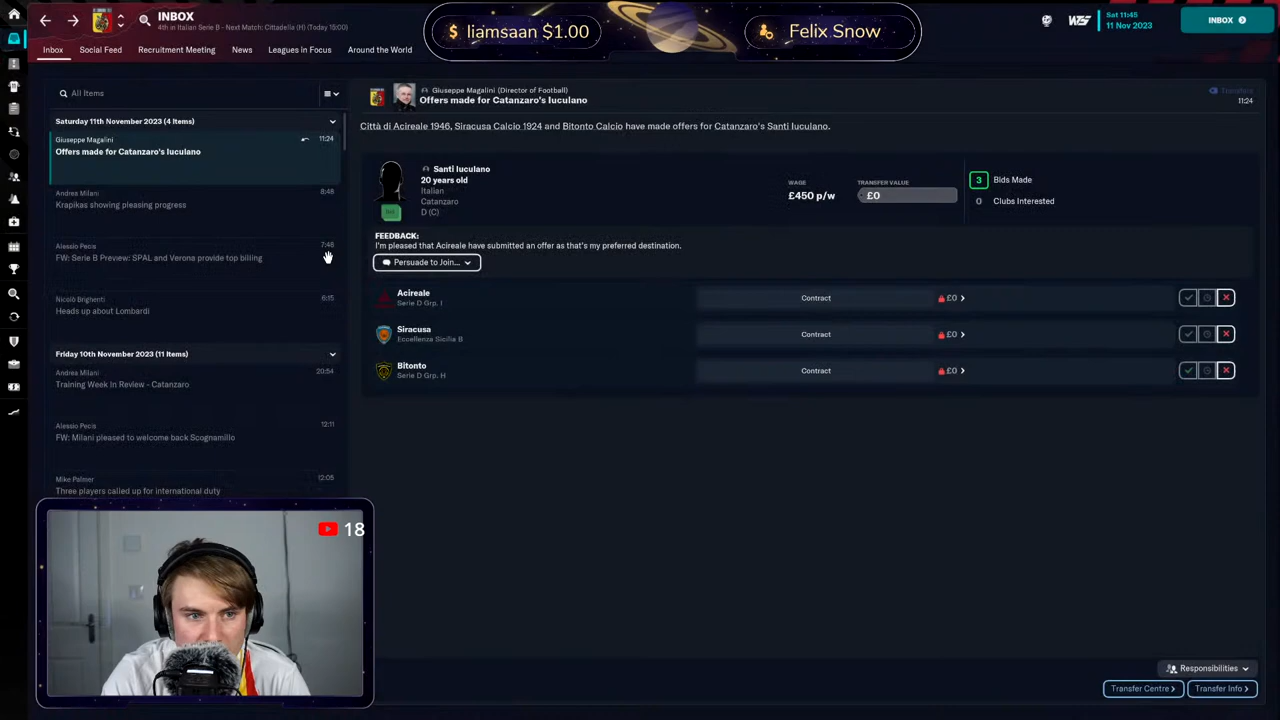 INBOX
4th in Italian Serie B - Next Match: Cittadella (H) (Today 15:00)
liamsaan $1.00
Felix Snow
Sat 11:45
11 Nov 2023
INBOX
Inbox
Social Feed
Recruitment Meeting
News
Leagues in Focus
Around the World
All Items
Saturday 11th November 2023 (4 Items)
Giuseppe Magalini
11:24
Offers made for Catanzaro's Iuculano
Andrea Milani
8:48
Krapikas showing pleasing progress
Alessio Pecis
7:48
FW: Serie B Preview: SPAL and Verona provide top billing
Nicolò Brighenti
6:15
Heads up about Lombardi
Friday 10th November 2023 (11 Items)
Andrea Milani
20:54
Training Week In Review - Catanzaro
Alessio Pecis
12:11
FW: Milani pleased to welcome back Scognamillo
Mike Palmer
12:05
Three players called up for international duty
Giuseppe Magalini (Director of Football)
Offers made for Catanzaro's Iuculano
Transfers
11:24
Città di Acireale 1946, Siracusa Calcio 1924 and Bitonto Calcio have made offers for Catanzaro's Santi Iuculano.
Santi Iuculano
20 years old
Italian
Catanzaro
D (C)
Int
WAGE
£450 p/w
TRANSFER VALUE
£0
3 Bids Made
0 Clubs Interested
FEEDBACK:
I'm pleased that Acireale have submitted an offer as that's my preferred destination.
Persuade to Join...
Acireale
Serie D Grp. I
Contract
£0
Siracusa
Eccellenza Sicilia B
Contract
£0
Bitonto
Serie D Grp. H
Contract
£0
18
Responsibilities
Transfer Centre
Transfer Info